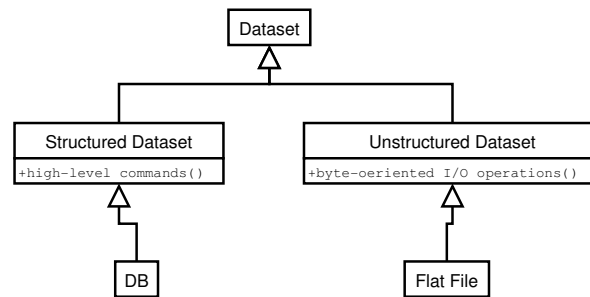 Dataset
Structured Dataset
+high-level commands()
Unstructured Dataset
+byte-oeriented I/O operations()
DB
Flat File